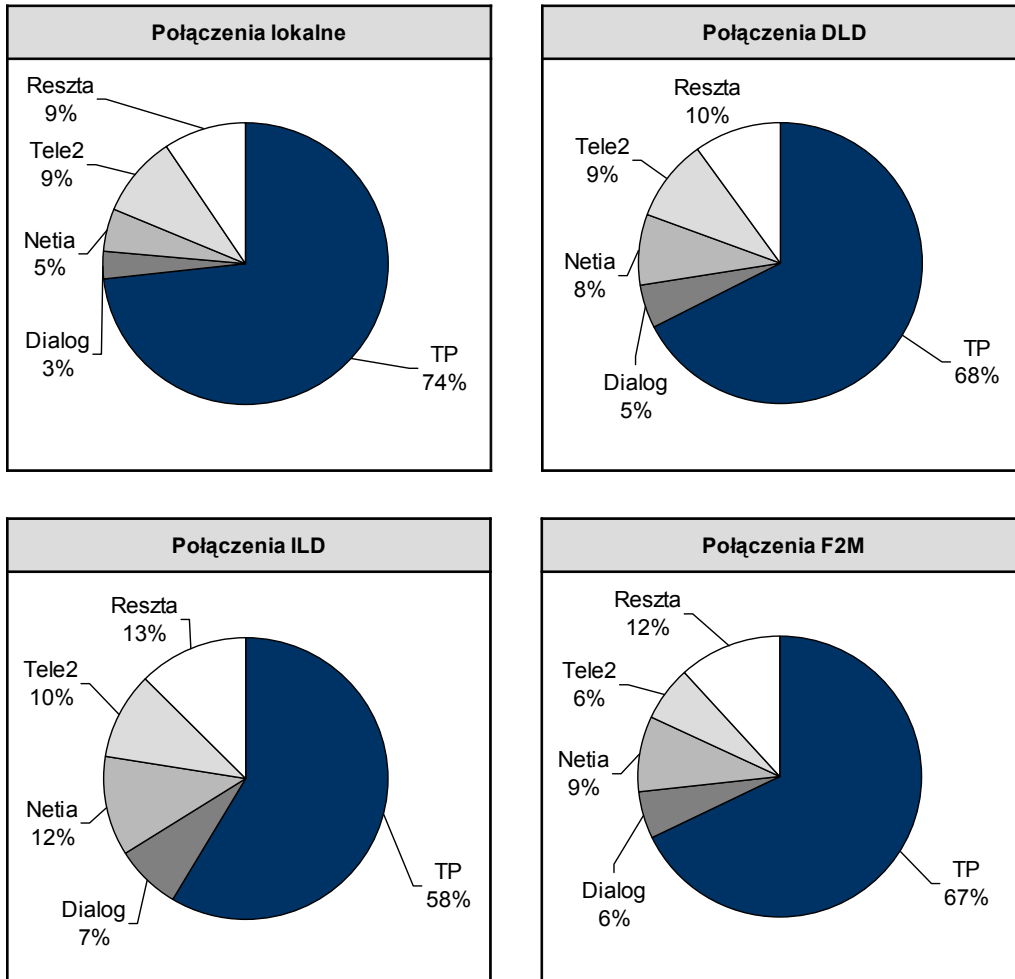 Połączenia lokalne
Reszta
9%
Tele2
9%
Netia
5%
Dialog
3%
TP
74%
Połączenia DLD
Reszta
10%
Tele2
9%
Netia
8%
Dialog
5%
TP
68%
Połączenia ILD
Reszta
13%
Tele2
10%
Netia
12%
Dialog
7%
TP
58%
Połączenia F2M
Reszta
12%
Tele2
6%
Netia
9%
Dialog
6%
TP
67%